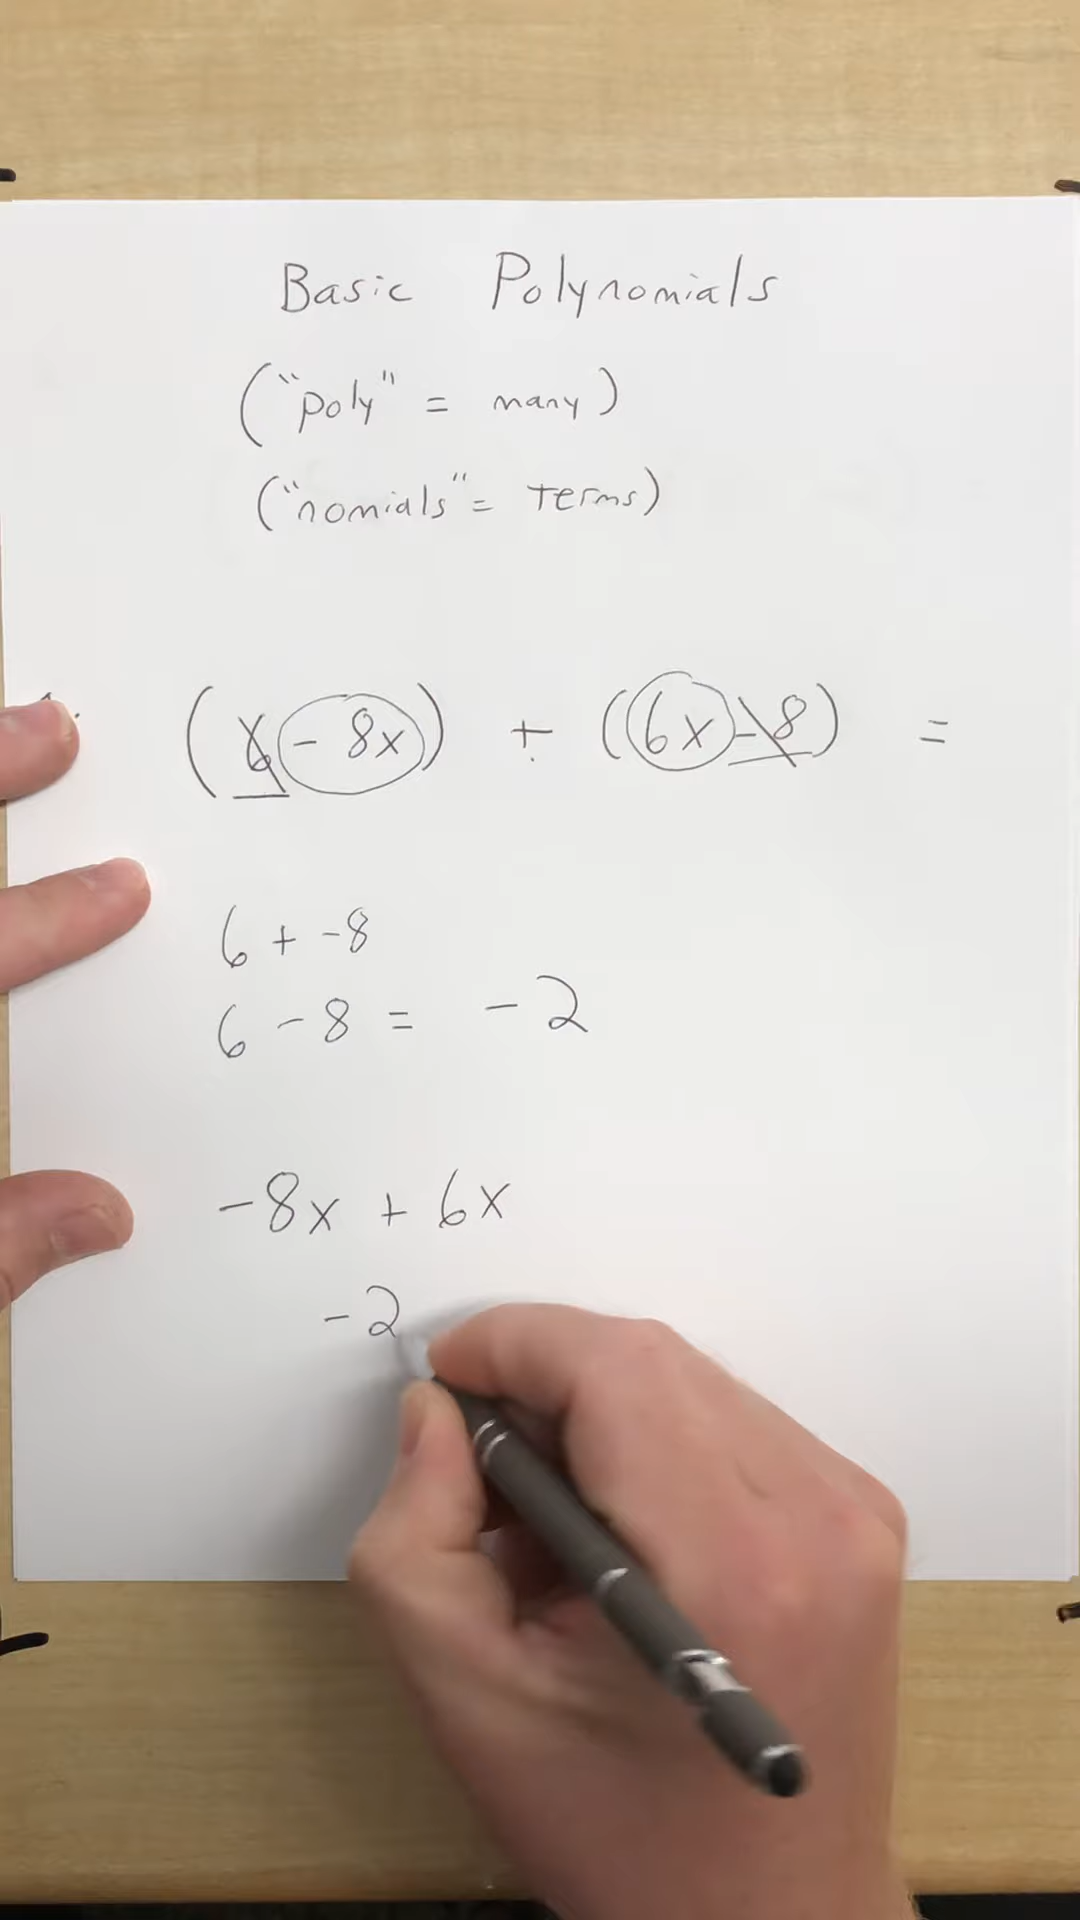 Basic Polynomials
("poly" = many)
("nomials" = terms)
(6 - 8x) + (6x - 8) =
6 + -8
6 - 8 = -2
-8x + 6x
-2